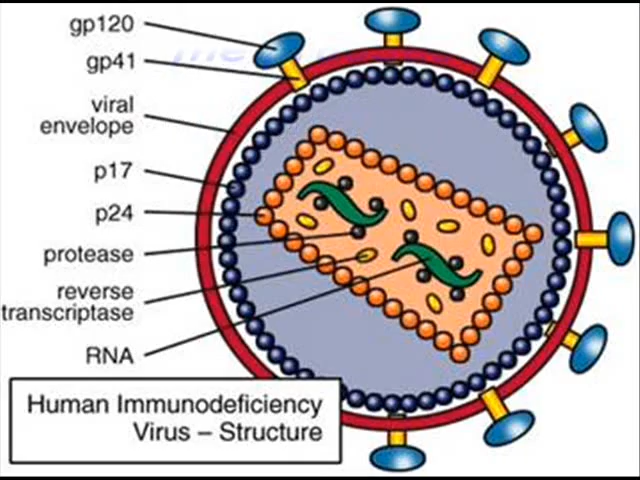 gp120
gp41
viral
envelope
p17
p24
protease
reverse
transcriptase
RNA
Human Immunodeficiency
Virus – Structure